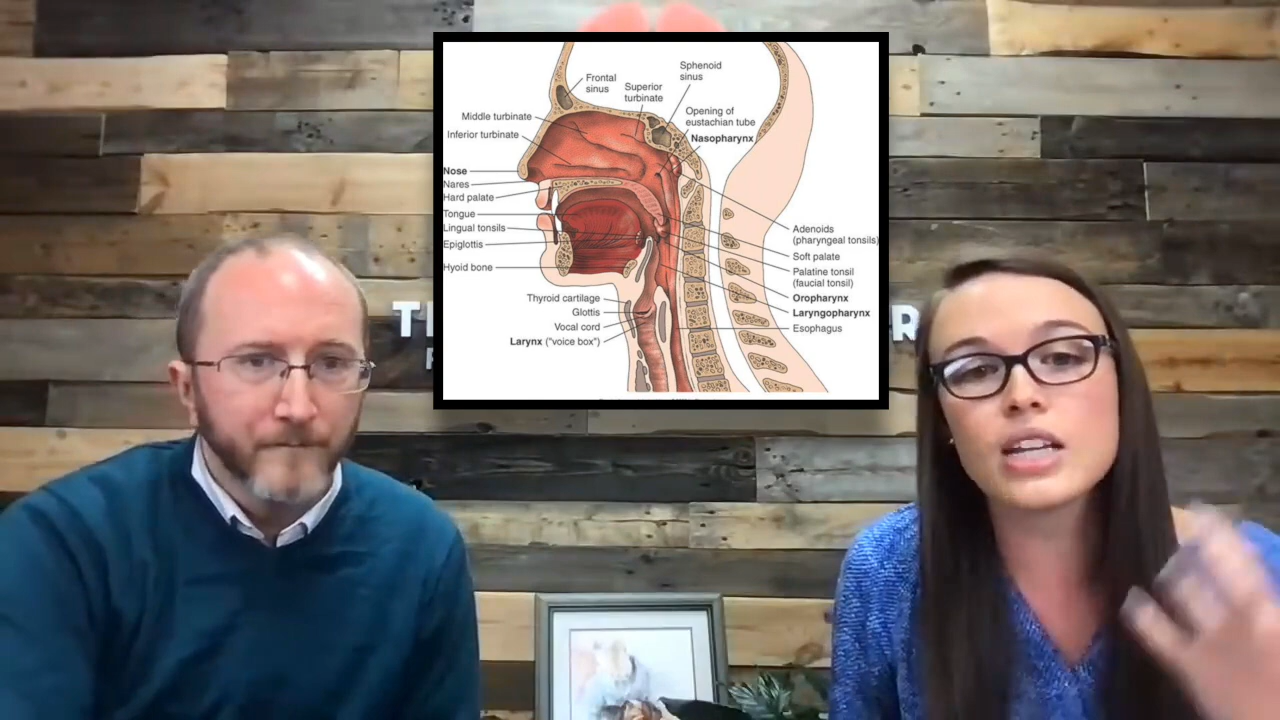 Frontal
sinus
Superior
turbinate
Sphenoid
sinus
Middle turbinate
Inferior turbinate
Opening of
eustachian tube
Nasopharynx
Nose
Nares
Hard palate
Tongue
Lingual tonsils
Epiglottis
Hyoid bone
Thyroid cartilage
Glottis
Vocal cord
Larynx ("voice box")
Adenoids
(pharyngeal tonsils)
Soft palate
Palatine tonsil
(faucial tonsil)
Oropharynx
Laryngopharynx
Esophagus